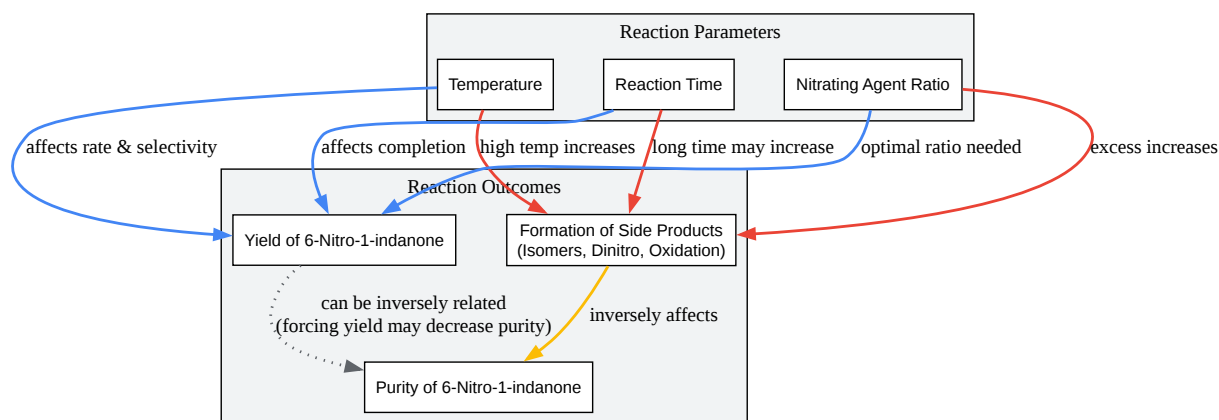 Reaction Parameters
Temperature
Reaction Time
Nitrating Agent Ratio
affects rate & selectivity
affects completion
high temp increases
long time may increase
optimal ratio needed
excess increases
Reaction Outcomes
Yield of 6-Nitro-1-indanone
Formation of Side Products
(Isomers, Dinitro, Oxidation)
can be inversely related
(forcing yield may decrease purity)
inversely affects
Purity of 6-Nitro-1-indanone